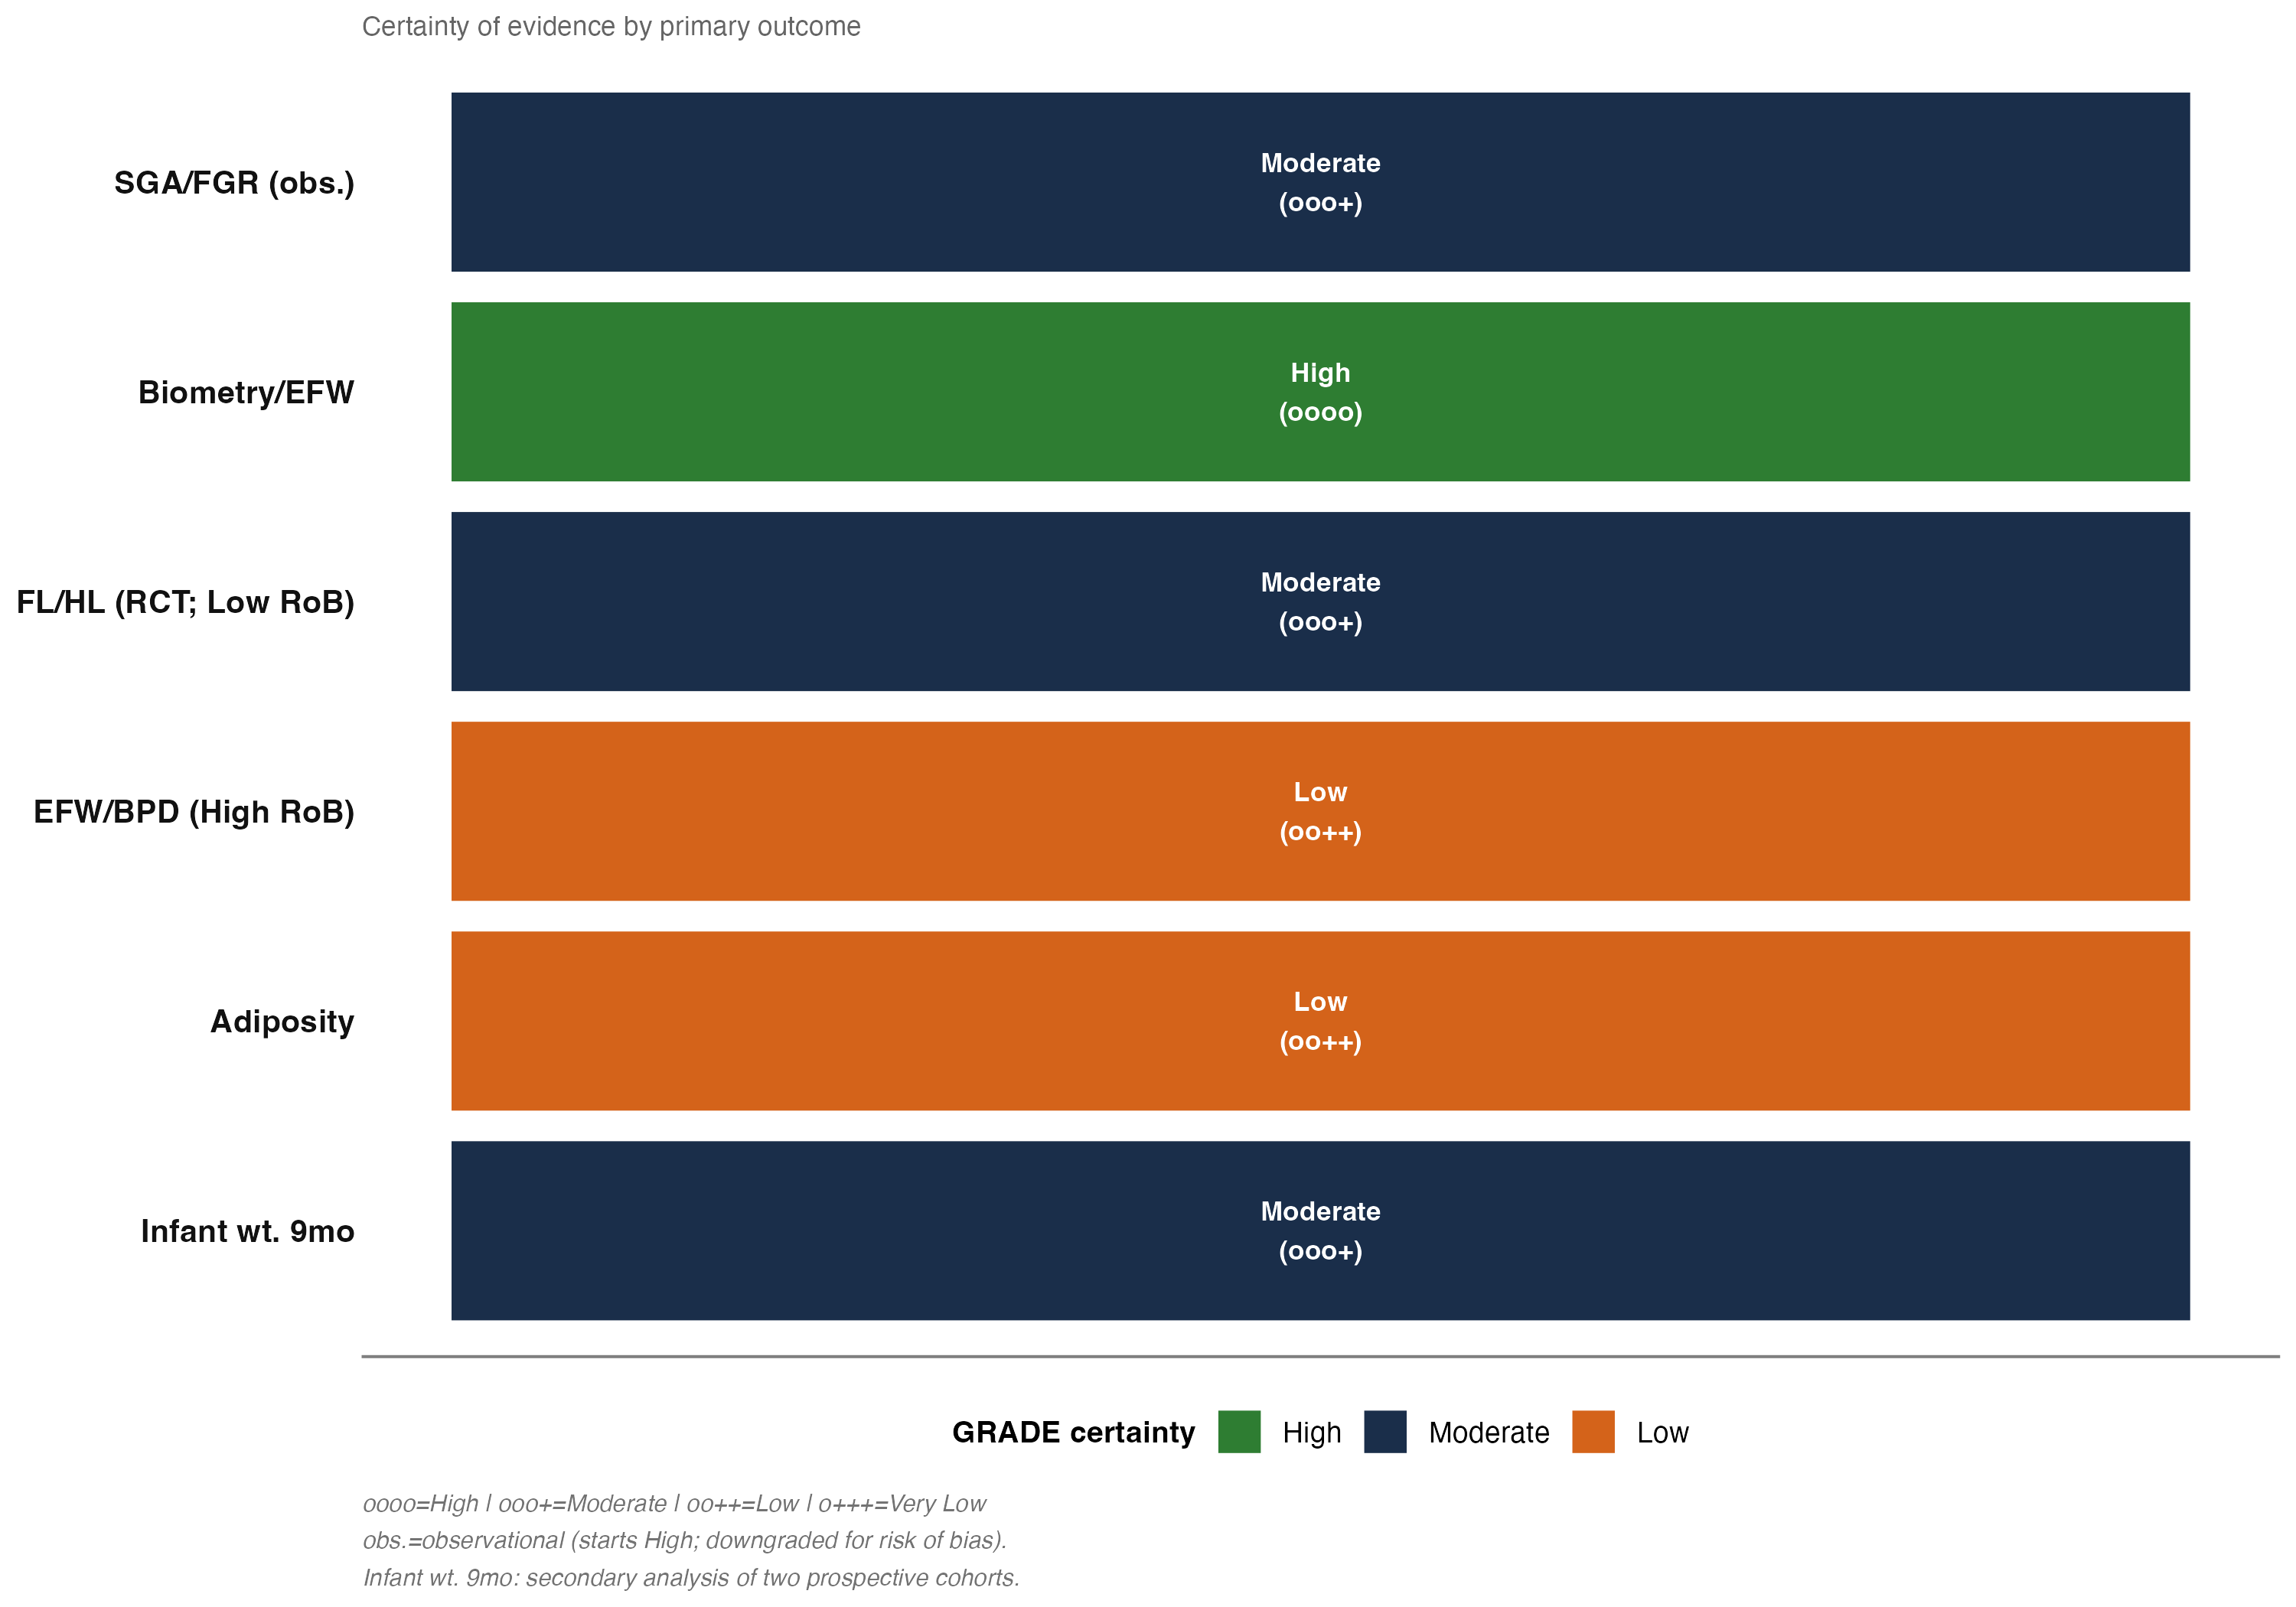 Certainty of evidence by primary outcome
SGA/FGR (obs.)
Moderate
(ooo+)
Biometry/EFW
High
(oooo)
FL/HL (RCT; Low RoB)
Moderate
(ooo+)
EFW/BPD (High RoB)
Low
(oo++)
Adiposity
Low
(oo++)
Infant wt. 9mo
Moderate
(ooo+)
GRADE certainty High Moderate Low
oooo=High | ooo+=Moderate | oo++=Low | o+++=Very Low
obs.=observational (starts High; downgraded for risk of bias).
Infant wt. 9mo: secondary analysis of two prospective cohorts.